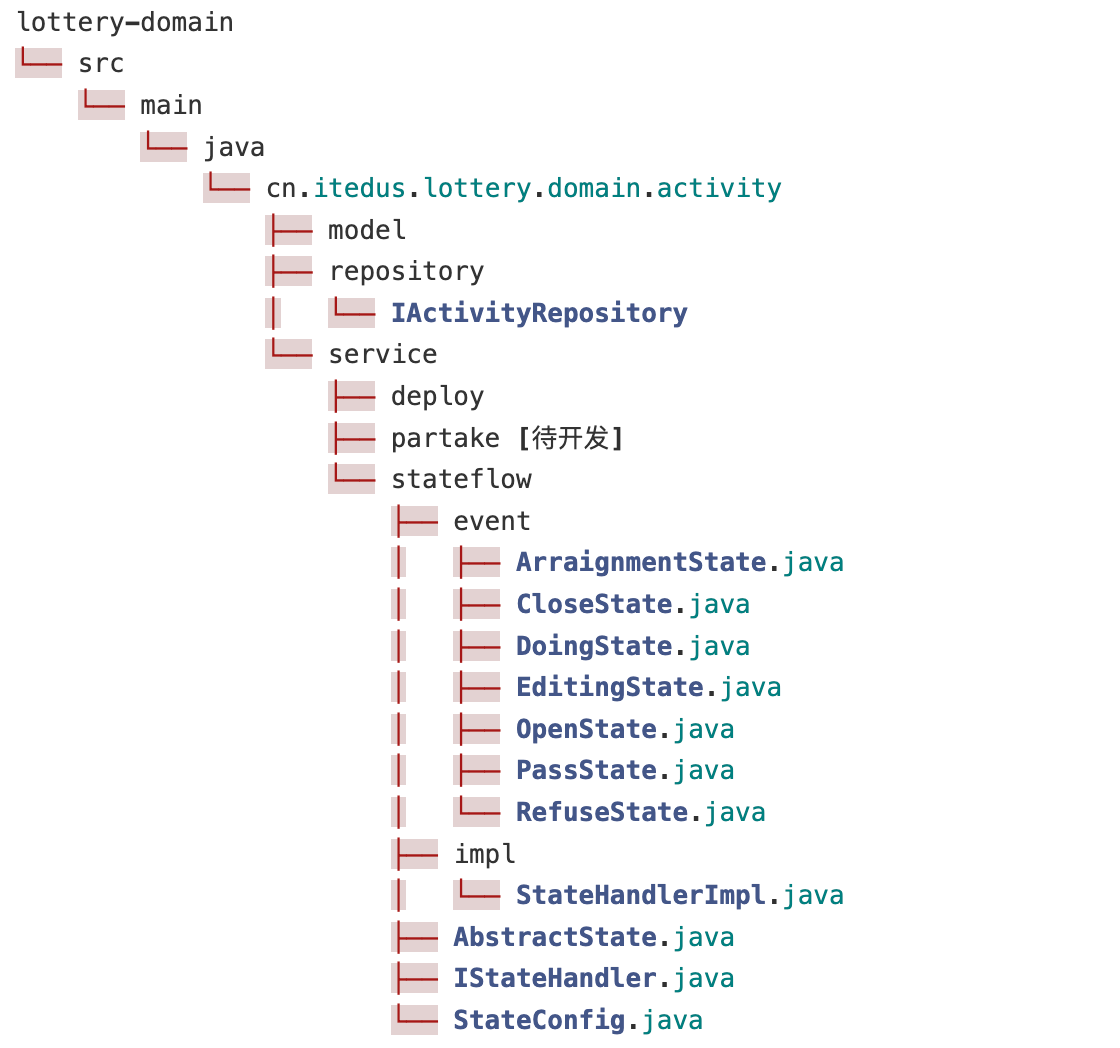 lottery-domain
└── src
    └── main
        └── java
            └── cn.itedus.lottery.domain.activity
                ├── model
                ├── repository
                │   └── IActivityRepository
                └── service
                    ├── deploy
                    ├── partake [待开发]
                    └── stateflow
                        ├── event
                        │   ├── ArraignmentState.java
                        │   ├── CloseState.java
                        │   ├── DoingState.java
                        │   ├── EditingState.java
                        │   ├── OpenState.java
                        │   ├── PassState.java
                        │   └── RefuseState.java
                        ├── impl
                        │   └── StateHandlerImpl.java
                        ├── AbstractState.java
                        ├── IStateHandler.java
                        └── StateConfig.java